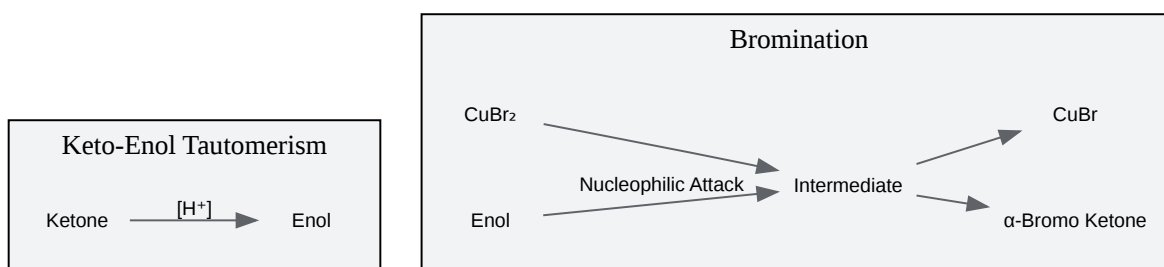 Keto-Enol Tautomerism
Ketone
[H⁺]
Enol
Bromination
CuBr₂
CuBr
Nucleophilic Attack
Intermediate
Enol
α-Bromo Ketone